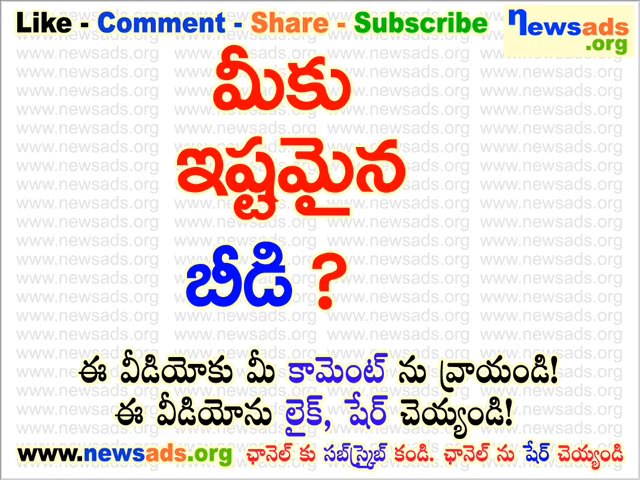 Like - Comment - Share - Subscribe
newsads
.org
మీకు
ఇష్టమైన
బీడి ?
ఈ వీడియోకు మీ కామెంట్ ను వ్రాయండి!
ఈ వీడియోను లైక్, షేర్ చెయ్యండి!
www.newsads.org ఛానెల్ కు సబ్‌స్క్రైబ్ కండి. ఛానెల్ ను షేర్ చెయ్యండి